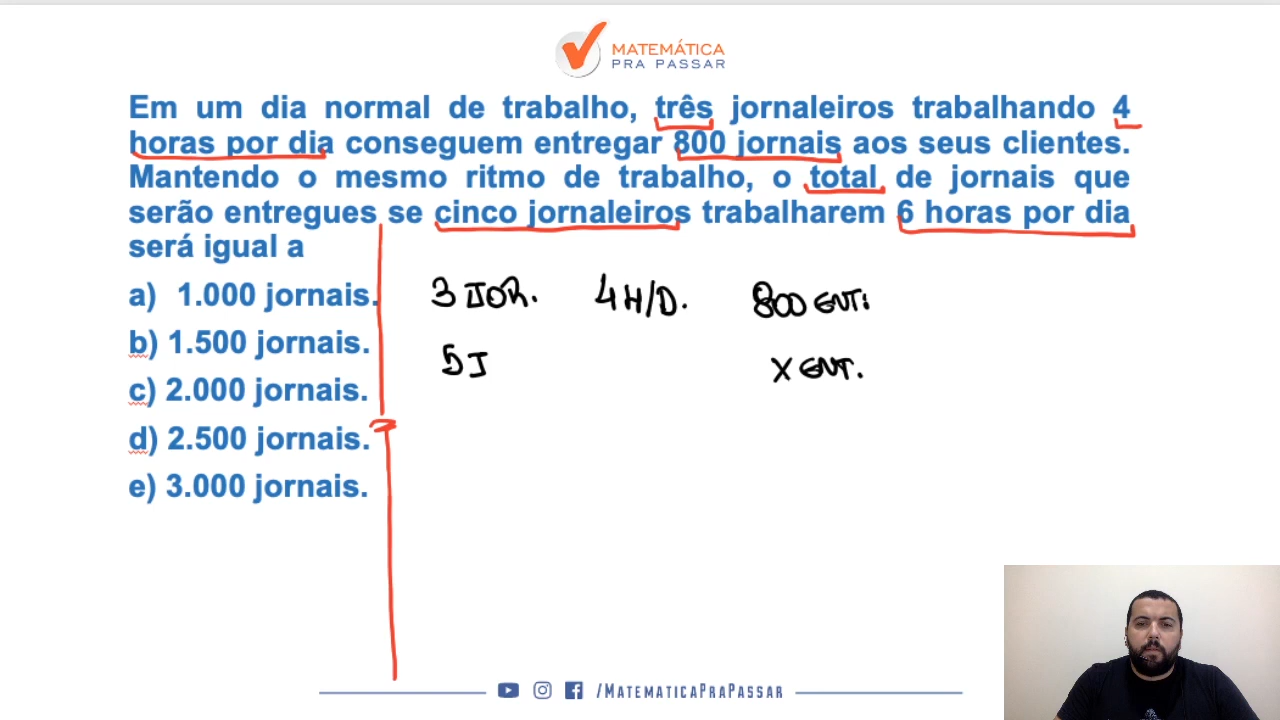 MATEMÁTICA
PRA PASSAR
Em um dia normal de trabalho, três jornaleiros trabalhando 4
horas por dia conseguem entregar 800 jornais aos seus clientes.
Mantendo o mesmo ritmo de trabalho, o total de jornais que
serão entregues se cinco jornaleiros trabalharem 6 horas por dia
será igual a
a) 1.000 jornais.
b) 1.500 jornais.
c) 2.000 jornais.
d) 2.500 jornais.
e) 3.000 jornais.
3 JOR. 4 H/D. 800 ENT.
5 J X ENT.
/MATEMATICAPRAPASSAR